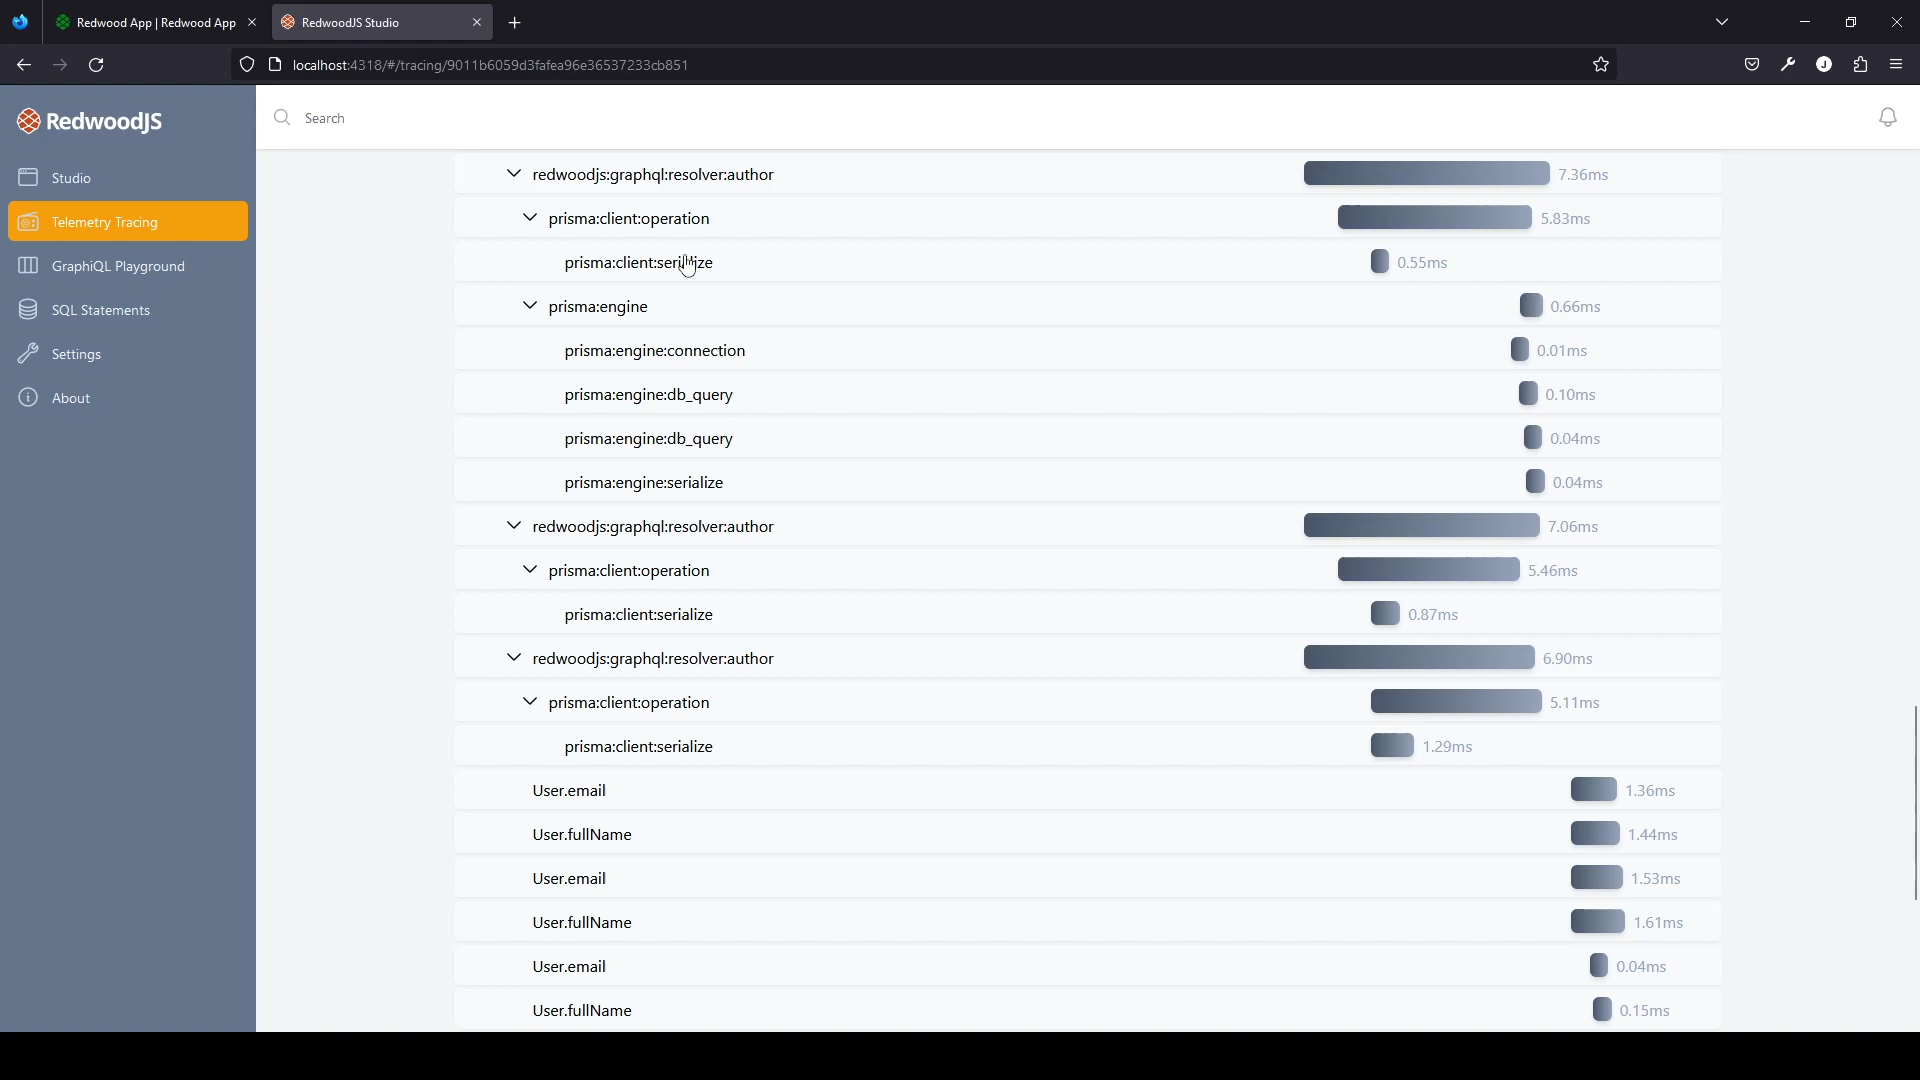 Redwood App | Redwood App
RedwoodJS Studio
localhost:4318/#/tracing/9011b6059d3fafea96e36537233cb851
J
RedwoodJS
Search
Studio
Telemetry Tracing
GraphiQL Playground
SQL Statements
Settings
About
redwoodjs:graphql:resolver:author 7.36ms
prisma:client:operation 5.83ms
prisma:client:serialize 0.55ms
prisma:engine 0.66ms
prisma:engine:connection 0.01ms
prisma:engine:db_query 0.10ms
prisma:engine:db_query 0.04ms
prisma:engine:serialize 0.04ms
redwoodjs:graphql:resolver:author 7.06ms
prisma:client:operation 5.46ms
prisma:client:serialize 0.87ms
redwoodjs:graphql:resolver:author 6.90ms
prisma:client:operation 5.11ms
prisma:client:serialize 1.29ms
User.email 1.36ms
User.fullName 1.44ms
User.email 1.53ms
User.fullName 1.61ms
User.email 0.04ms
User.fullName 0.15ms